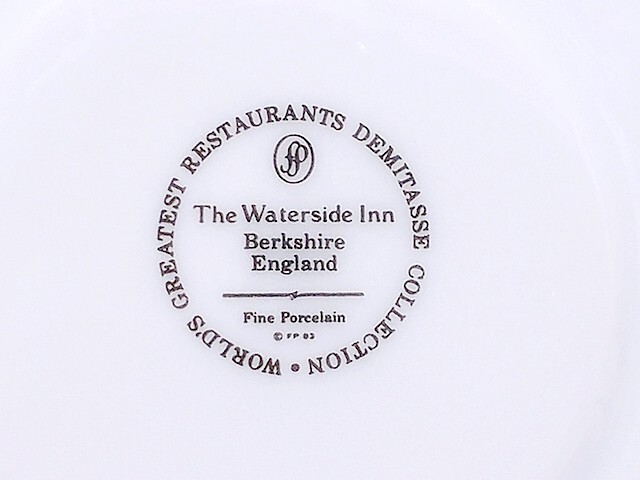 WORLD'S GREATEST RESTAURANTS DEMITASSE COLLECTION •
FP
The Waterside Inn
Berkshire
England
Fine Porcelain
© FP 83